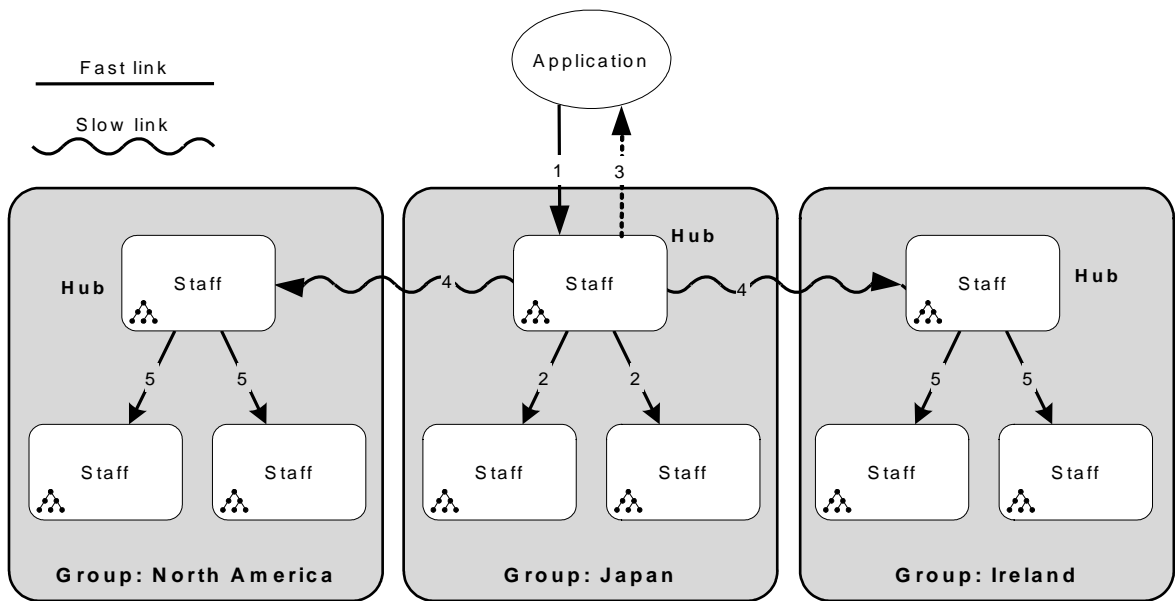 Application
Fast link
Slow link
1
3
Hub
Staff
Hub
Staff
4
4
Staff
Hub
5
5
2
2
5
5
Staff
Staff
Staff
Staff
Staff
Staff
Group: North America
Group: Japan
Group: Ireland